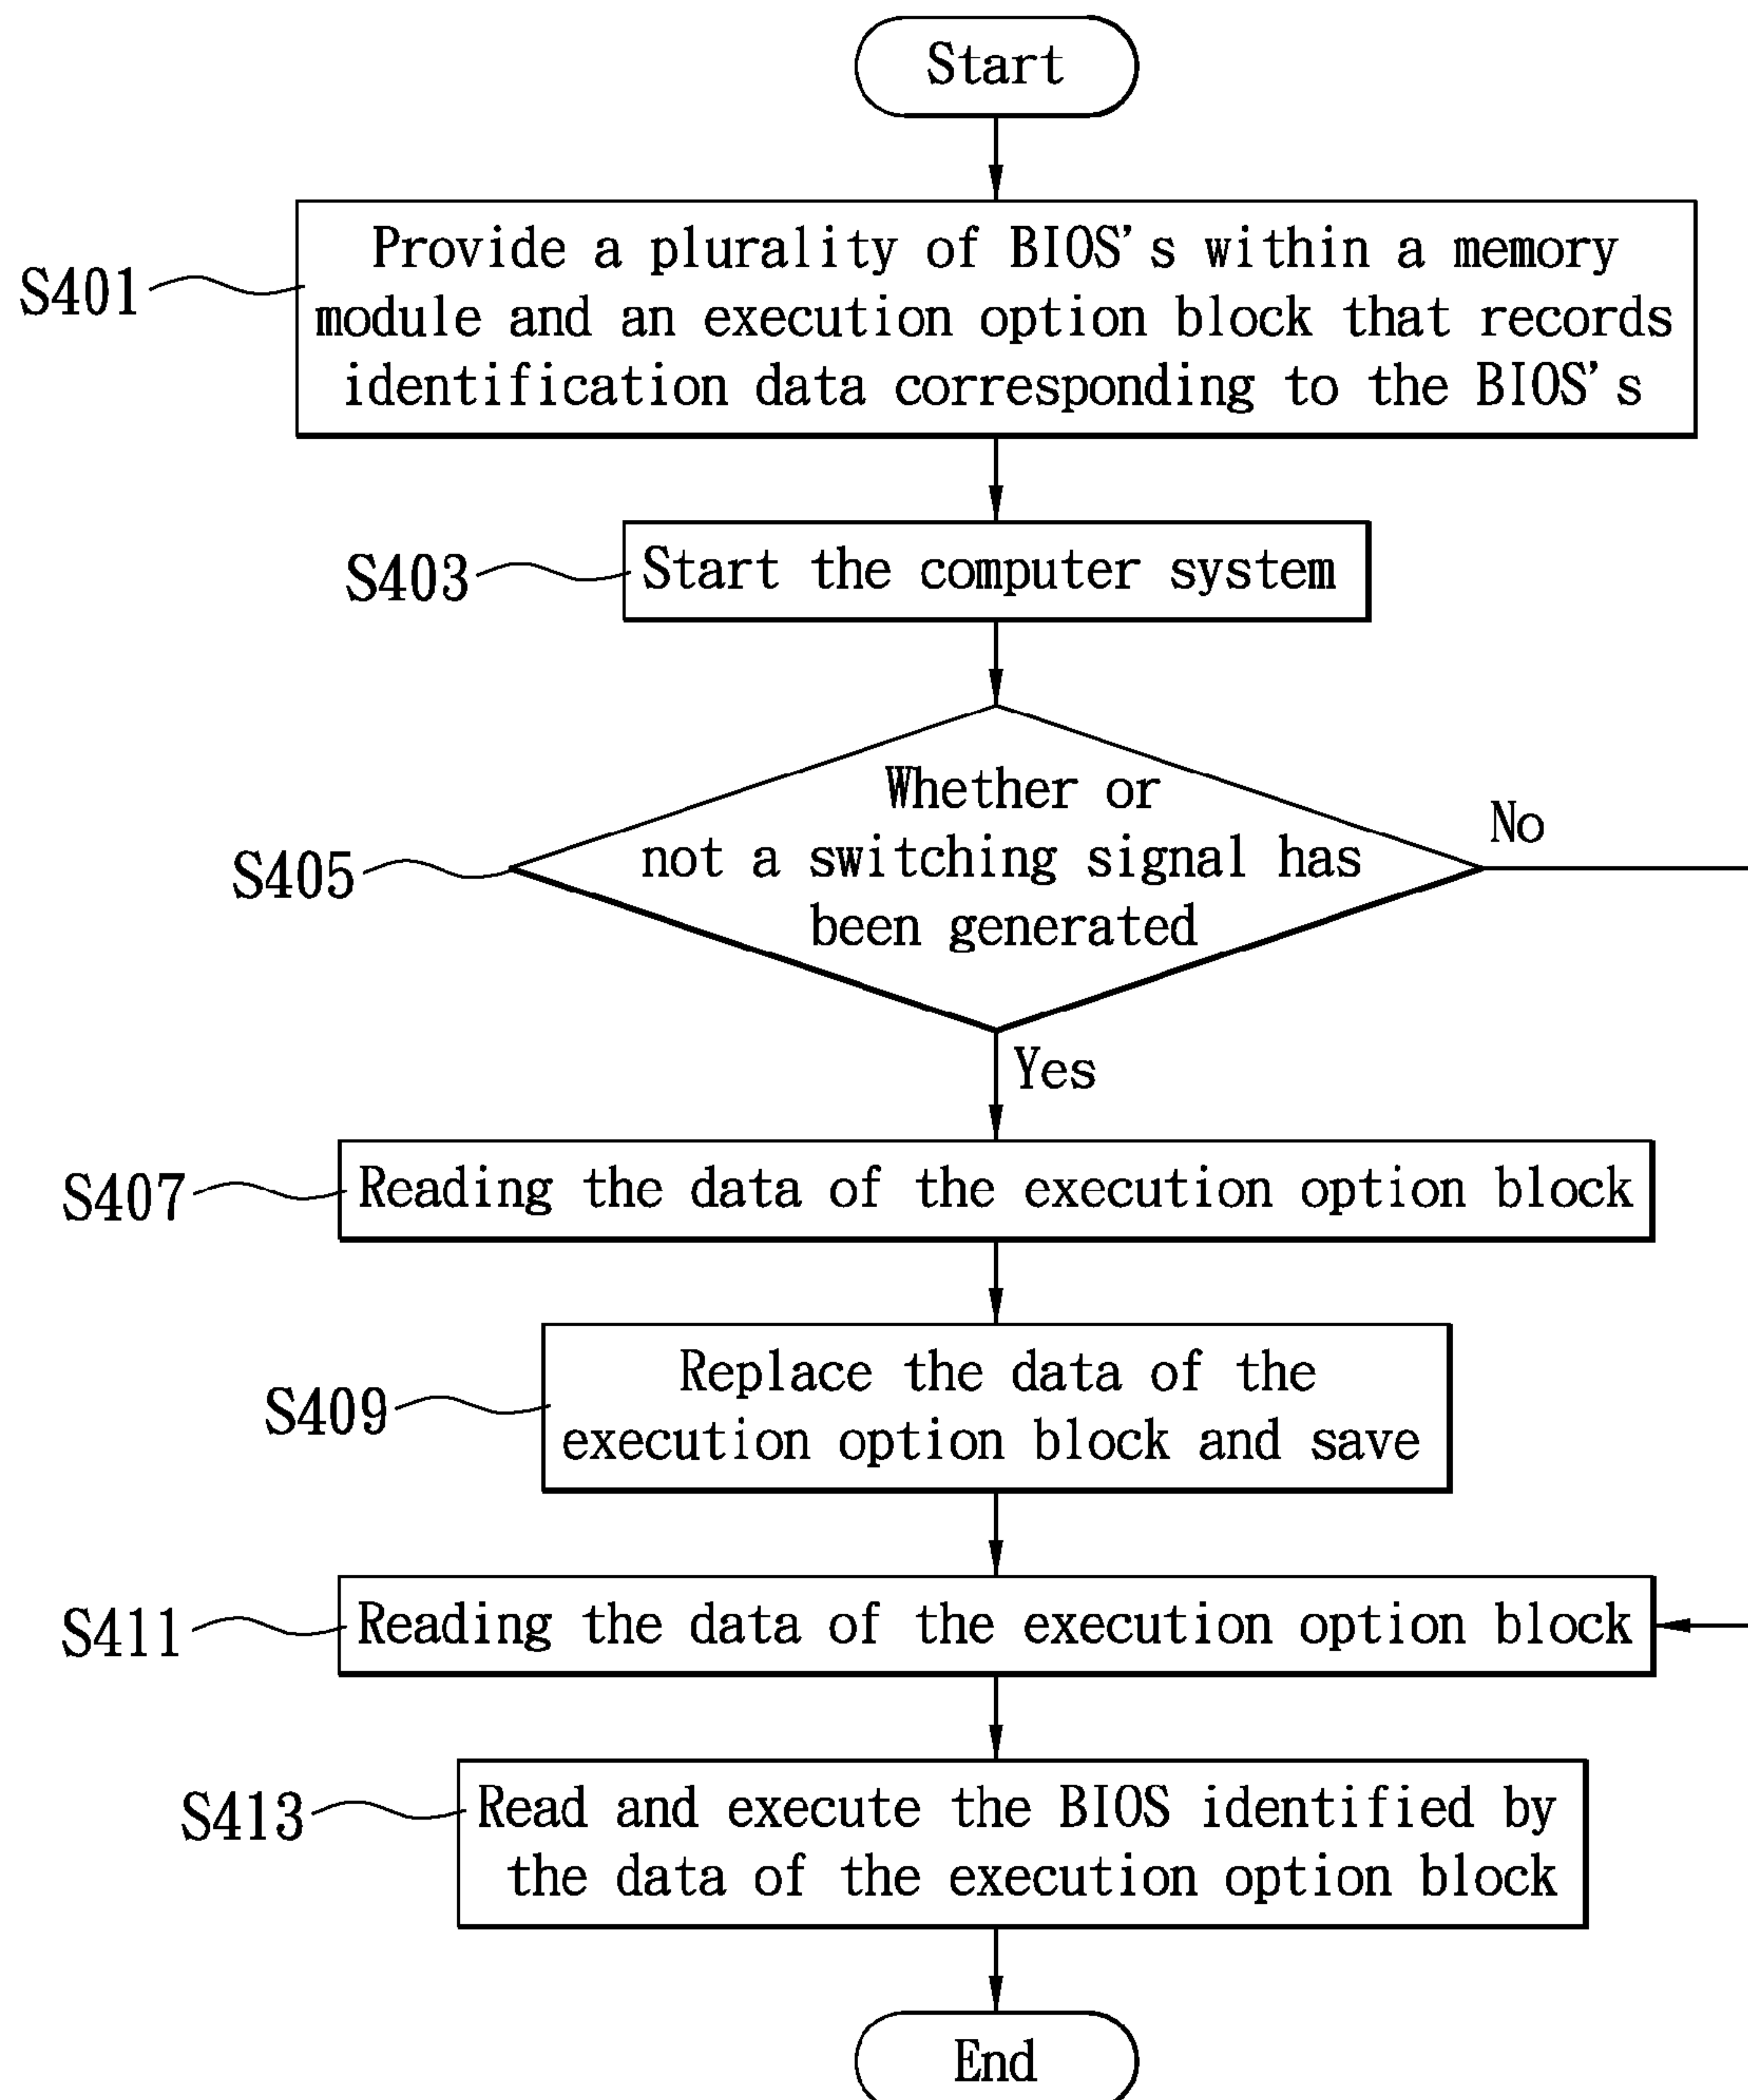 Start
S401
Provide a plurality of BIOS's within a memory
module and an execution option block that records
identification data corresponding to the BIOS's
S403
Start the computer system
S405
Whether or
not a switching signal has
been generated
No
Yes
S407
Reading the data of the execution option block
S409
Replace the data of the
execution option block and save
S411
Reading the data of the execution option block
S413
Read and execute the BIOS identified by
the data of the execution option block
End